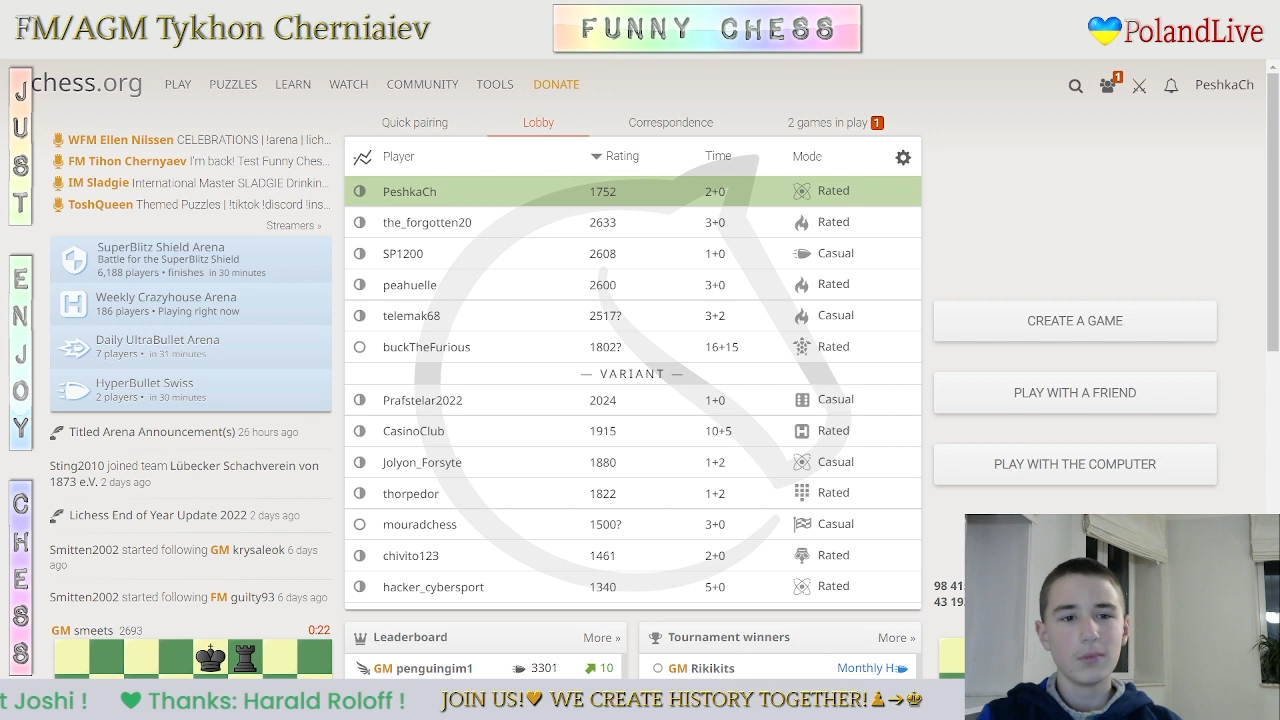 FM/AGM Tykhon Cherniaiev
FUNNY CHESS
PolandLive
JUST
ENJOY
CHESS
chess.org
PLAY PUZZLES LEARN WATCH COMMUNITY TOOLS DONATE
1
PeshkaCh
WFM Ellen Nilssen CELEBRATIONS | !arena | lich...
FM Tihon Chernyaev I'm back! Test Funny Ches...
IM Sladgie International Master SLADGIE Drinkin...
ToshQueen Themed Puzzles | !tiktok !discord !ins...
Streamers »
SuperBlitz Shield Arena
Battle for the SuperBlitz Shield
6,188 players • finishes in 30 minutes
Weekly Crazyhouse Arena
186 players • Playing right now
Daily UltraBullet Arena
7 players • in 31 minutes
HyperBullet Swiss
2 players • in 30 minutes
Titled Arena Announcement(s) 26 hours ago
Sting2010 joined team Lübecker Schachverein von
1873 e.V. 2 days ago
Lichess End of Year Update 2022 2 days ago
Smitten2002 started following GM krysaleok 6 days
ago
Smitten2002 started following FM guilty93 6 days ago
GM smeets 2693 0:22
Quick pairing Lobby Correspondence 2 games in play 1
Player Rating Time Mode
PeshkaCh 1752 2+0 Rated
the_forgotten20 2633 3+0 Rated
SP1200 2608 1+0 Casual
peahuelle 2600 3+0 Rated
telemak68 2517? 3+2 Casual
buckTheFurious 1802? 16+15 Rated
— VARIANT —
Prafstelar2022 2024 1+0 Casual
CasinoClub 1915 10+5 Rated
Jolyon_Forsyte 1880 1+2 Casual
thorpedor 1822 1+2 Rated
mouradchess 1500? 3+0 Casual
chivito123 1461 2+0 Rated
hacker_cybersport 1340 5+0 Rated
Leaderboard More »
GM penguingim1 3301 10
Tournament winners More »
GM Rikikits Monthly H
CREATE A GAME
PLAY WITH A FRIEND
PLAY WITH THE COMPUTER
98 41
43 19
t Joshi ! Thanks: Harald Roloff ! JOIN US! WE CREATE HISTORY TOGETHER!